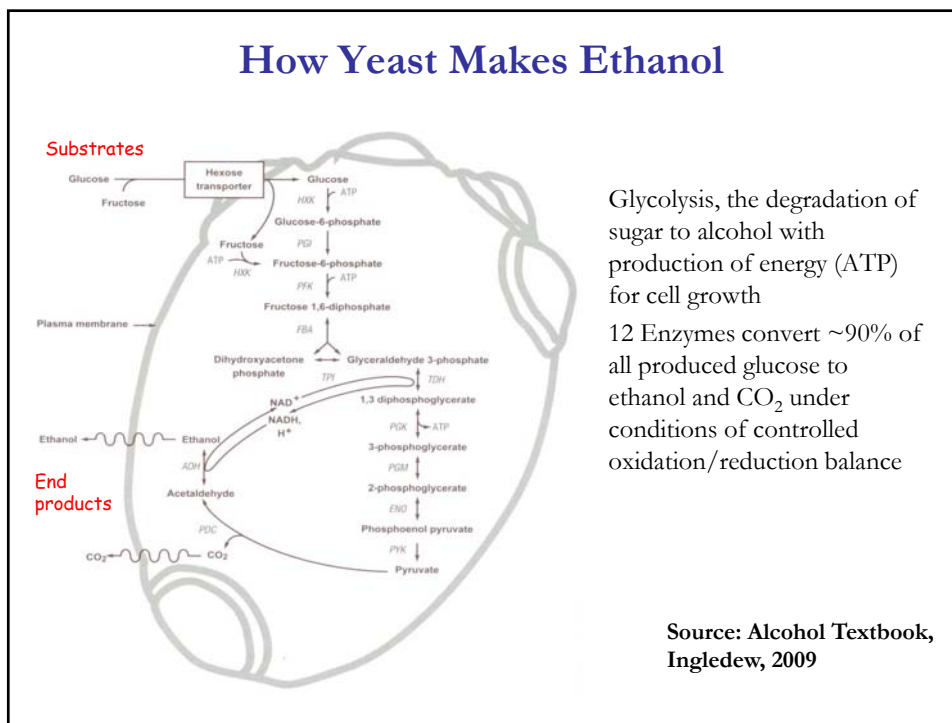 How Yeast Makes Ethanol
Substrates
Glucose
Fructose
Hexose
transporter
Glucose
HXK
ATP
Glucose-6-phosphate
PGI
Fructose
ATP
HXK
Fructose-6-phosphate
PFK
ATP
Fructose 1,6-diphosphate
Plasma membrane
FBA
Dihydroxyacetone
phosphate
Glyceraldehyde 3-phosphate
TPI
TDH
NAD+
NADH,
H+
1,3 diphosphoglycerate
PGK
ATP
3-phosphoglycerate
PGM
2-phosphoglycerate
ENO
Phosphoenol pyruvate
PYK
Pyruvate
Ethanol
Ethanol
ADH
End
products
Acetaldehyde
PDC
CO2
CO2
Glycolysis, the degradation of
sugar to alcohol with
production of energy (ATP)
for cell growth
12 Enzymes convert ~90% of
all produced glucose to
ethanol and CO2 under
conditions of controlled
oxidation/reduction balance
Source: Alcohol Textbook,
Ingledew, 2009